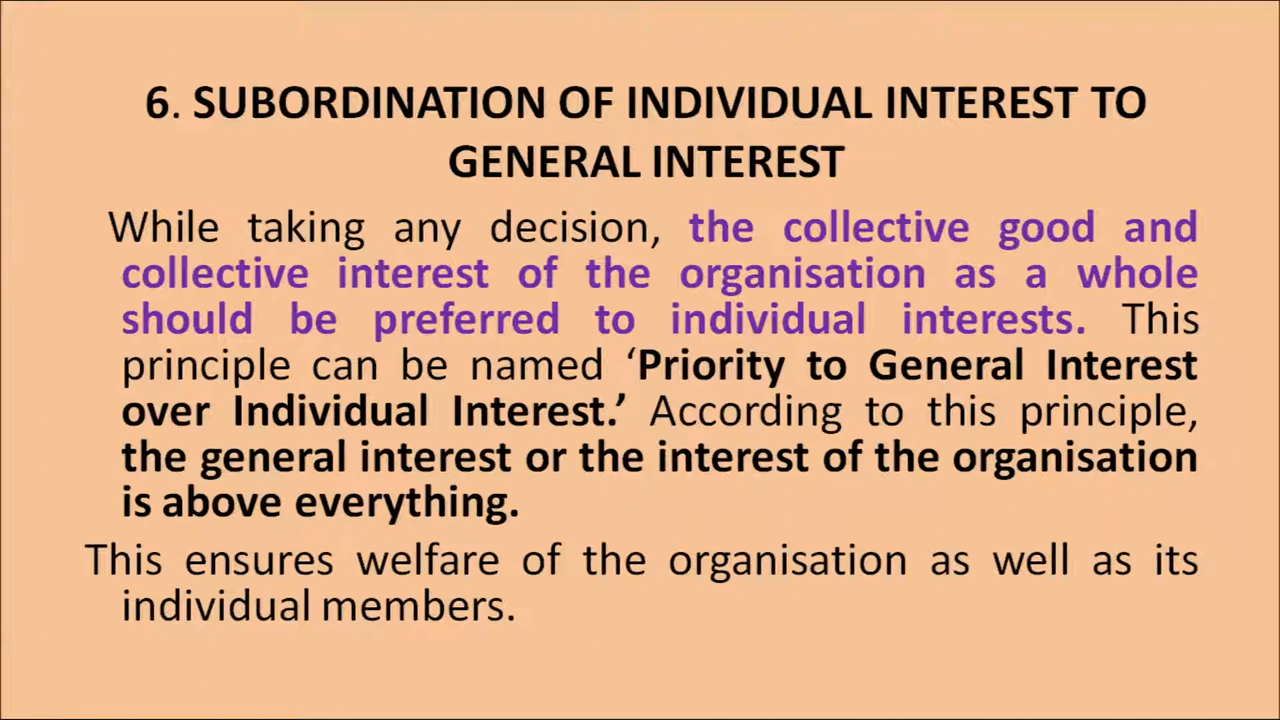 6. SUBORDINATION OF INDIVIDUAL INTEREST TO
GENERAL INTEREST
While taking any decision, the collective good and
collective interest of the organisation as a whole
should be preferred to individual interests. This
principle can be named ‘Priority to General Interest
over Individual Interest.’ According to this principle,
the general interest or the interest of the organisation
is above everything.
This ensures welfare of the organisation as well as its
individual members.